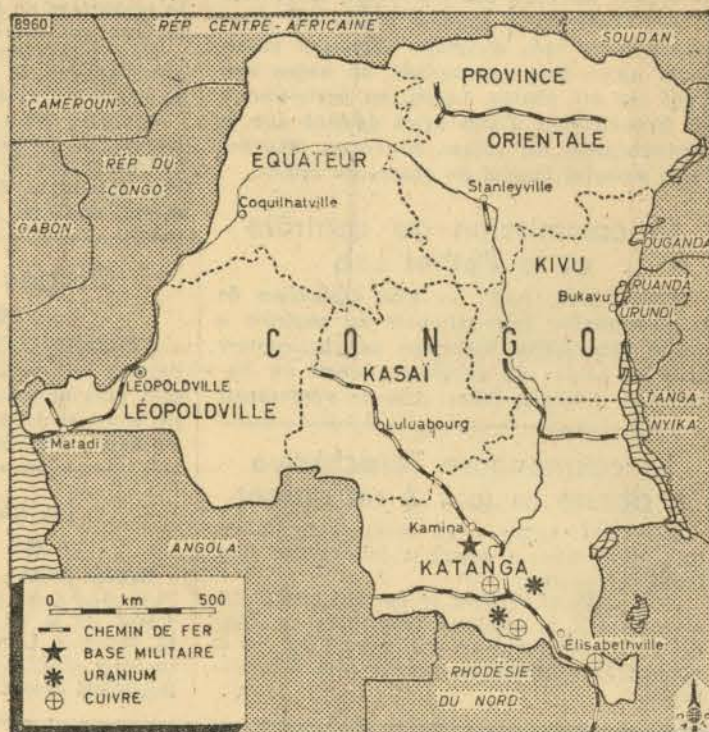 8960
RÉP CENTRE-AFRICAINE
SOUDAN
CAMEROUN
PROVINCE
ORIENTALE
RÉP DU
CONGO
ÉQUATEUR
Stanleyville
Coquilhatville
GABON
OUGANDA
KIVU
RUANDA
Bukavu
URUNDI
CONGO
KASAÏ
LÉOPOLDVILLE
LÉOPOLDVILLE
TANGA-
NYIKA
Luluabourg
Matadi
Kamina
ANGOLA
KATANGA
Elisabethville
RHODÉSIE
DU NORD
0 km 500
CHEMIN DE FER
BASE MILITAIRE
URANIUM
CUIVRE